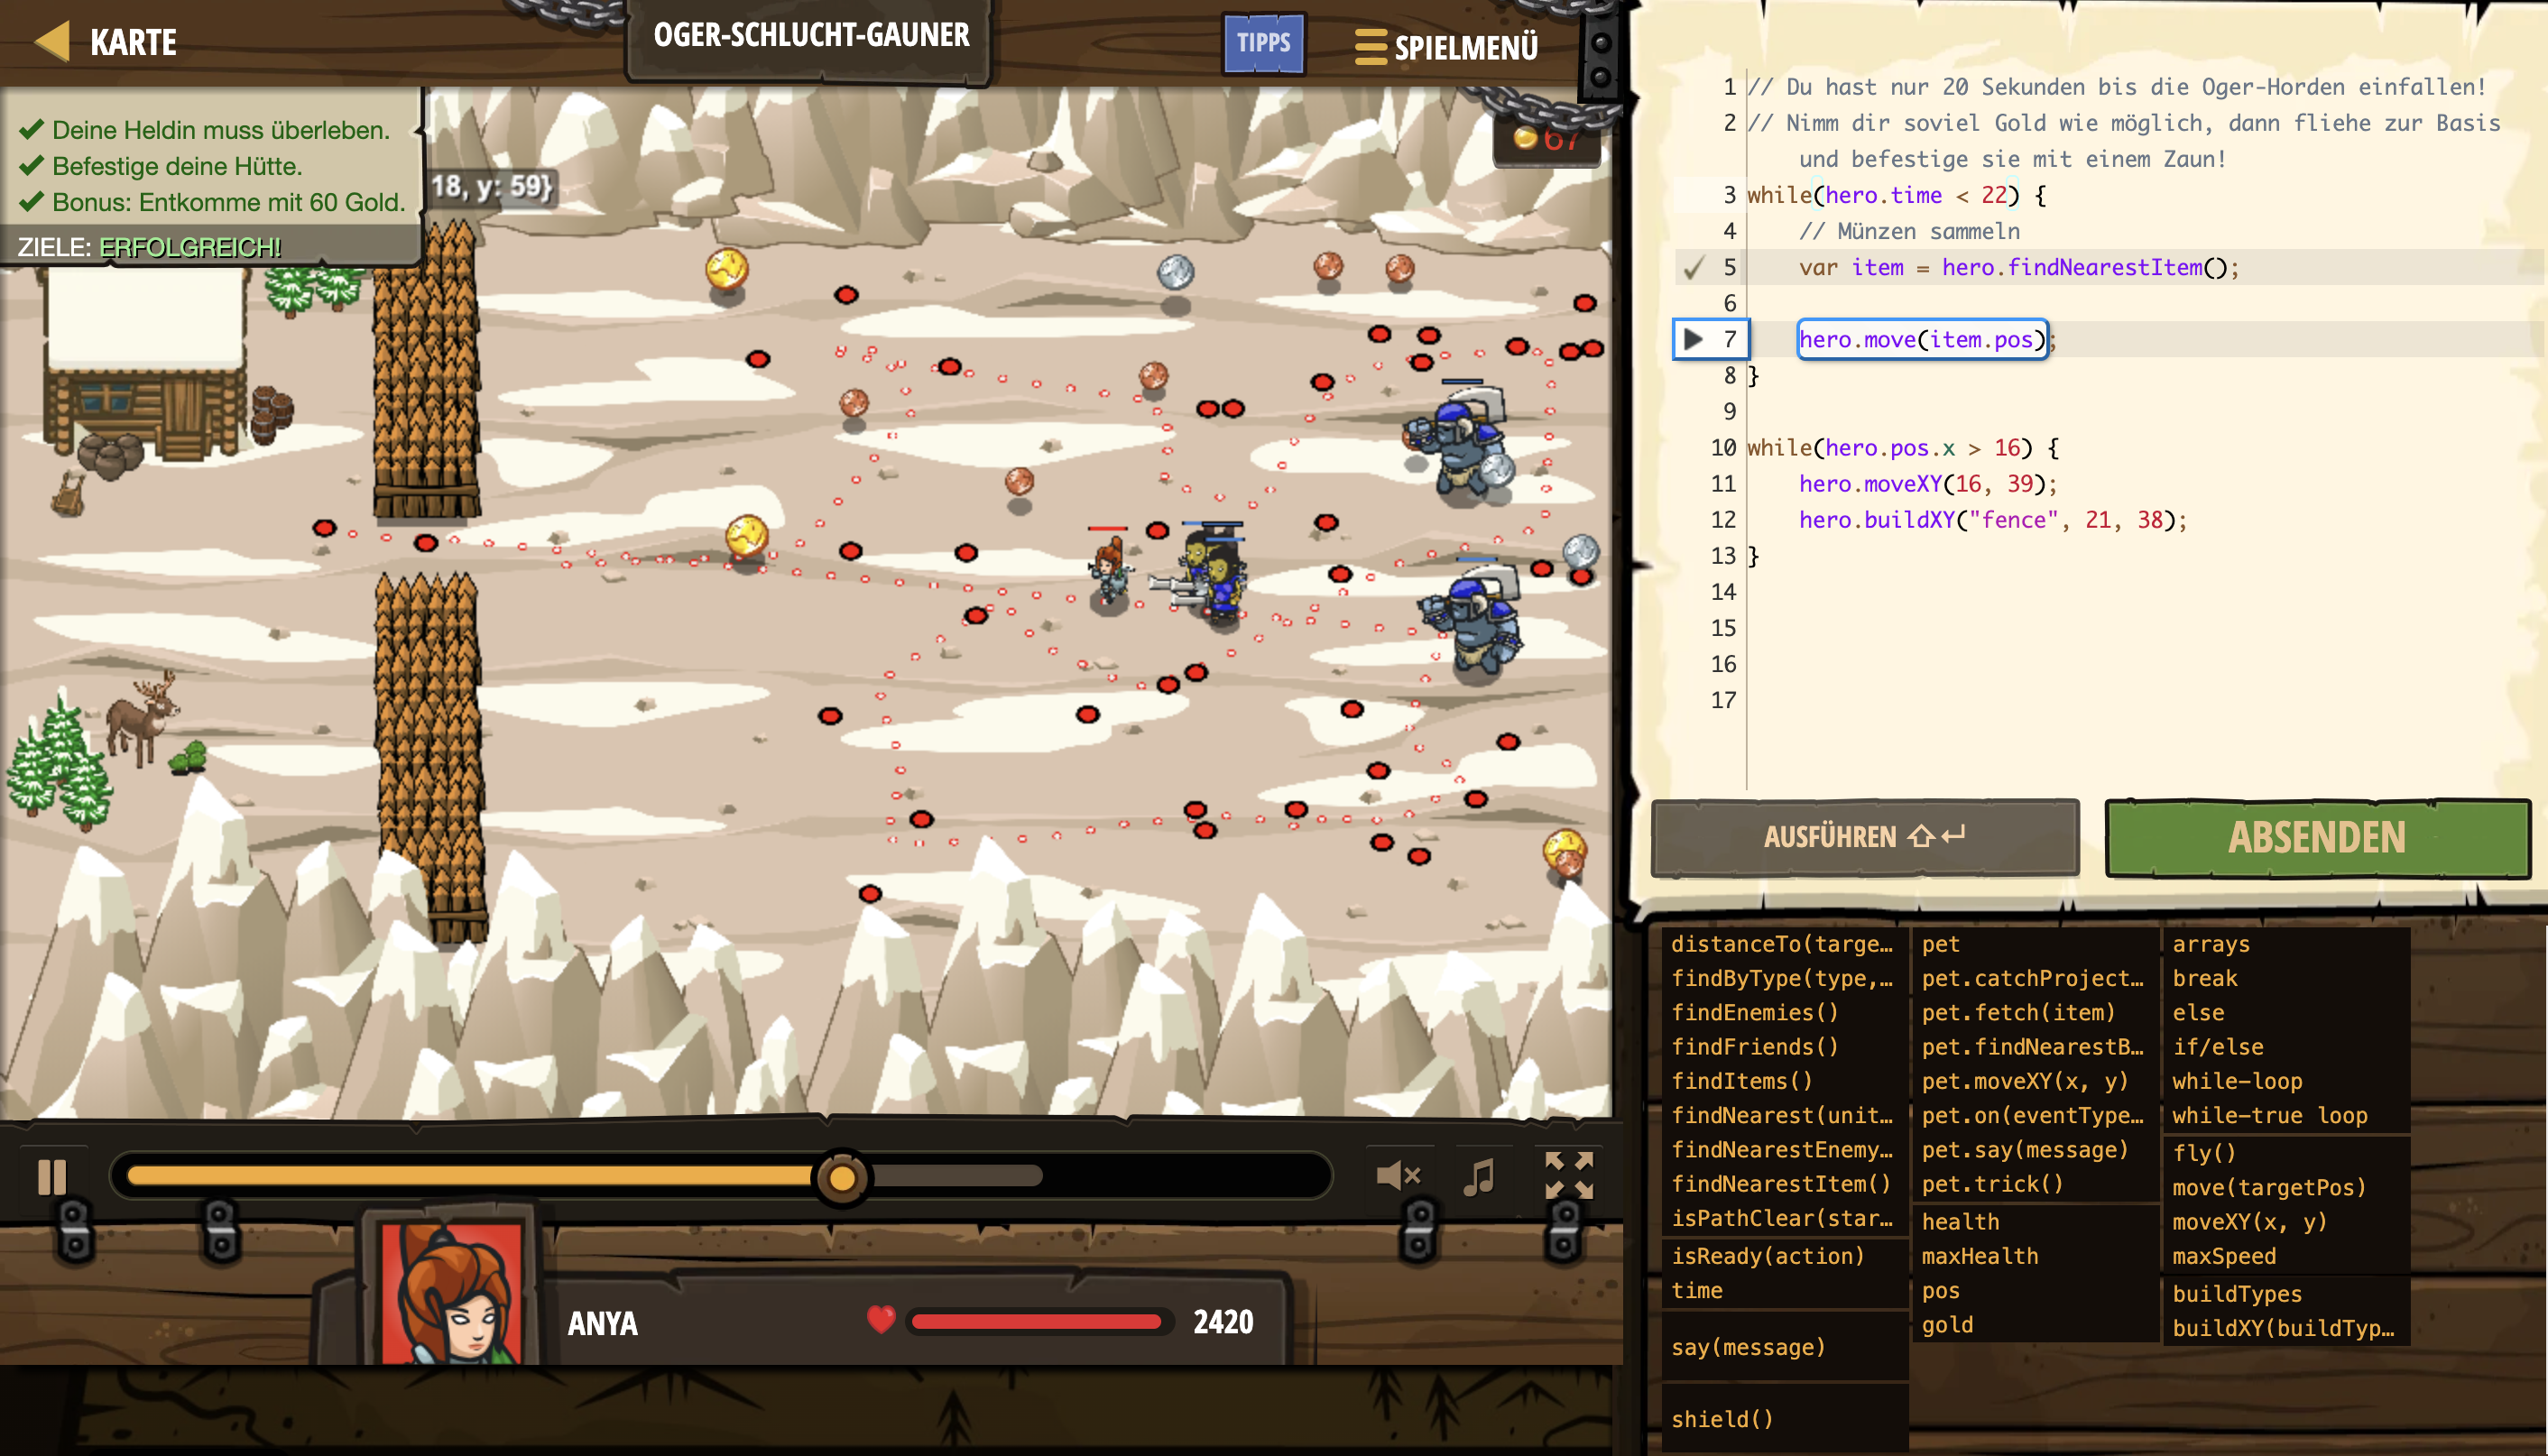 KARTE
OGER-SCHLUCHT-GAUNER
TIPPS
SPIELMENÜ
Deine Heldin muss überleben.
Befestige deine Hütte.
Bonus: Entkomme mit 60 Gold.
ZIELE: ERFOLGREICH!
18, y: 59}
67
1 // Du hast nur 20 Sekunden bis die Oger-Horden einfallen!
2 // Nimm dir soviel Gold wie möglich, dann fliehe zur Basis
und befestige sie mit einem Zaun!
3 while(hero.time < 22) {
4 // Münzen sammeln
5 var item = hero.findNearestItem();
6
7 hero.move(item.pos);
8 }
9
10 while(hero.pos.x > 16) {
11 hero.moveXY(16, 39);
12 hero.buildXY("fence", 21, 38);
13 }
14
15
16
17
AUSFÜHREN
ABSENDEN
distanceTo(targe…
findByType(type,…
findEnemies()
findFriends()
findItems()
findNearest(unit…
findNearestEnemy…
findNearestItem()
isPathClear(star…
isReady(action)
time
say(message)
shield()
pet
pet.catchProject…
pet.fetch(item)
pet.findNearestB…
pet.moveXY(x, y)
pet.on(eventType…
pet.say(message)
pet.trick()
health
maxHealth
pos
gold
arrays
break
else
if/else
while-loop
while-true loop
fly()
move(targetPos)
moveXY(x, y)
maxSpeed
buildTypes
buildXY(buildTyp…
ANYA
2420